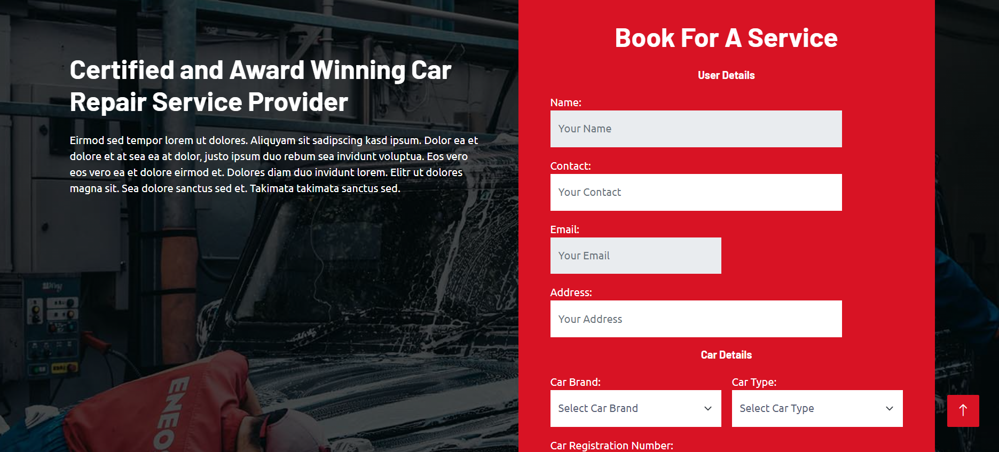 Certified and Award Winning Car
Repair Service Provider
Eirmod sed tempor lorem ut dolores. Aliquyam sit sadipscing kasd ipsum. Dolor ea et
dolore et at sea ea at dolor, justo ipsum duo rebum sea invidunt voluptua. Eos vero
eos vero ea et dolore eirmod et. Dolores diam duo invidunt lorem. Elitr ut dolores
magna sit. Sea dolore sanctus sed et. Takimata takimata sanctus sed.
Book For A Service
User Details
Name:
Your Name
Contact:
Your Contact
Email:
Your Email
Address:
Your Address
Car Details
Car Brand: Car Type:
Select Car Brand Select Car Type
Car Registration Number: